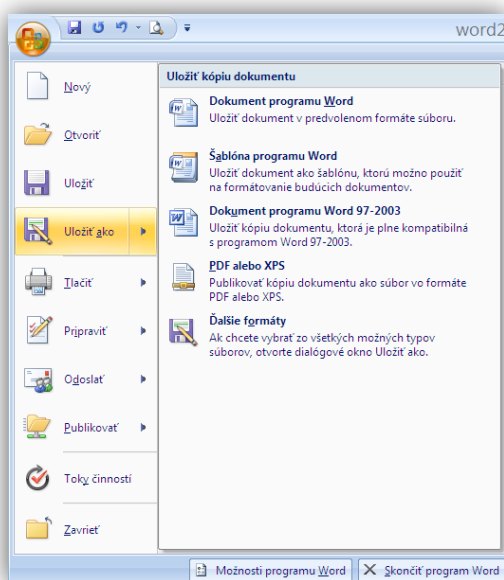 word2
Nový
Otvoriť
Uložiť
Uložiť ako
Tlačiť
Pripraviť
Odoslať
Publikovať
Toky činností
Zavrieť
Uložiť kópiu dokumentu
Dokument programu Word
Uložiť dokument v predvolenom formáte súboru.
Šablóna programu Word
Uložiť dokument ako šablónu, ktorú možno použiť
na formátovanie budúcich dokumentov.
Dokument programu Word 97-2003
Uložiť kópiu dokumentu, ktorá je plne kompatibilná
s programom Word 97-2003.
PDF alebo XPS
Publikovať kópiu dokumentu ako súbor vo formáte
PDF alebo XPS.
Ďalšie formáty
Ak chcete vybrať zo všetkých možných typov
súborov, otvorte dialógové okno Uložiť ako.
Možnosti programu Word
Skončiť program Word